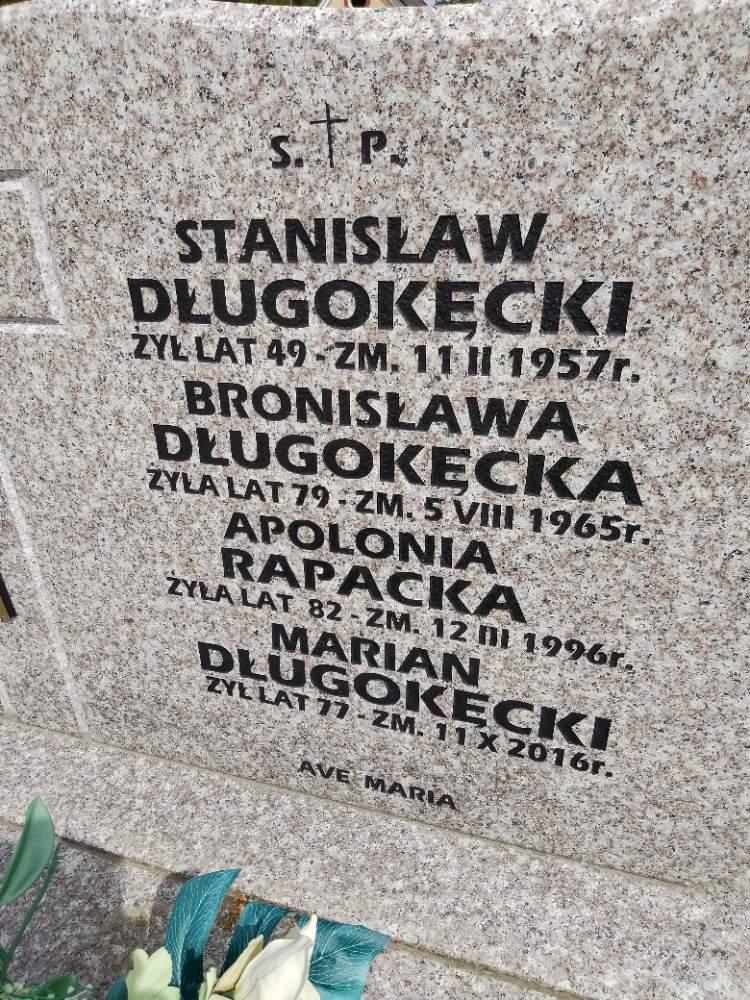 S. † P.
STANISŁAW
DŁUGOKĘCKI
ŻYŁ LAT 49 - ZM. 11 II 1957r.
BRONISŁAWA
DŁUGOKĘCKA
ŻYŁA LAT 79 - ZM. 5 VIII 1965r.
APOLONIA
RAPACKA
ŻYŁA LAT 82 - ZM. 12 III 1996r.
MARIAN
DŁUGOKĘCKI
ŻYŁ LAT 77 - ZM. 11 X 2016r.
AVE MARIA